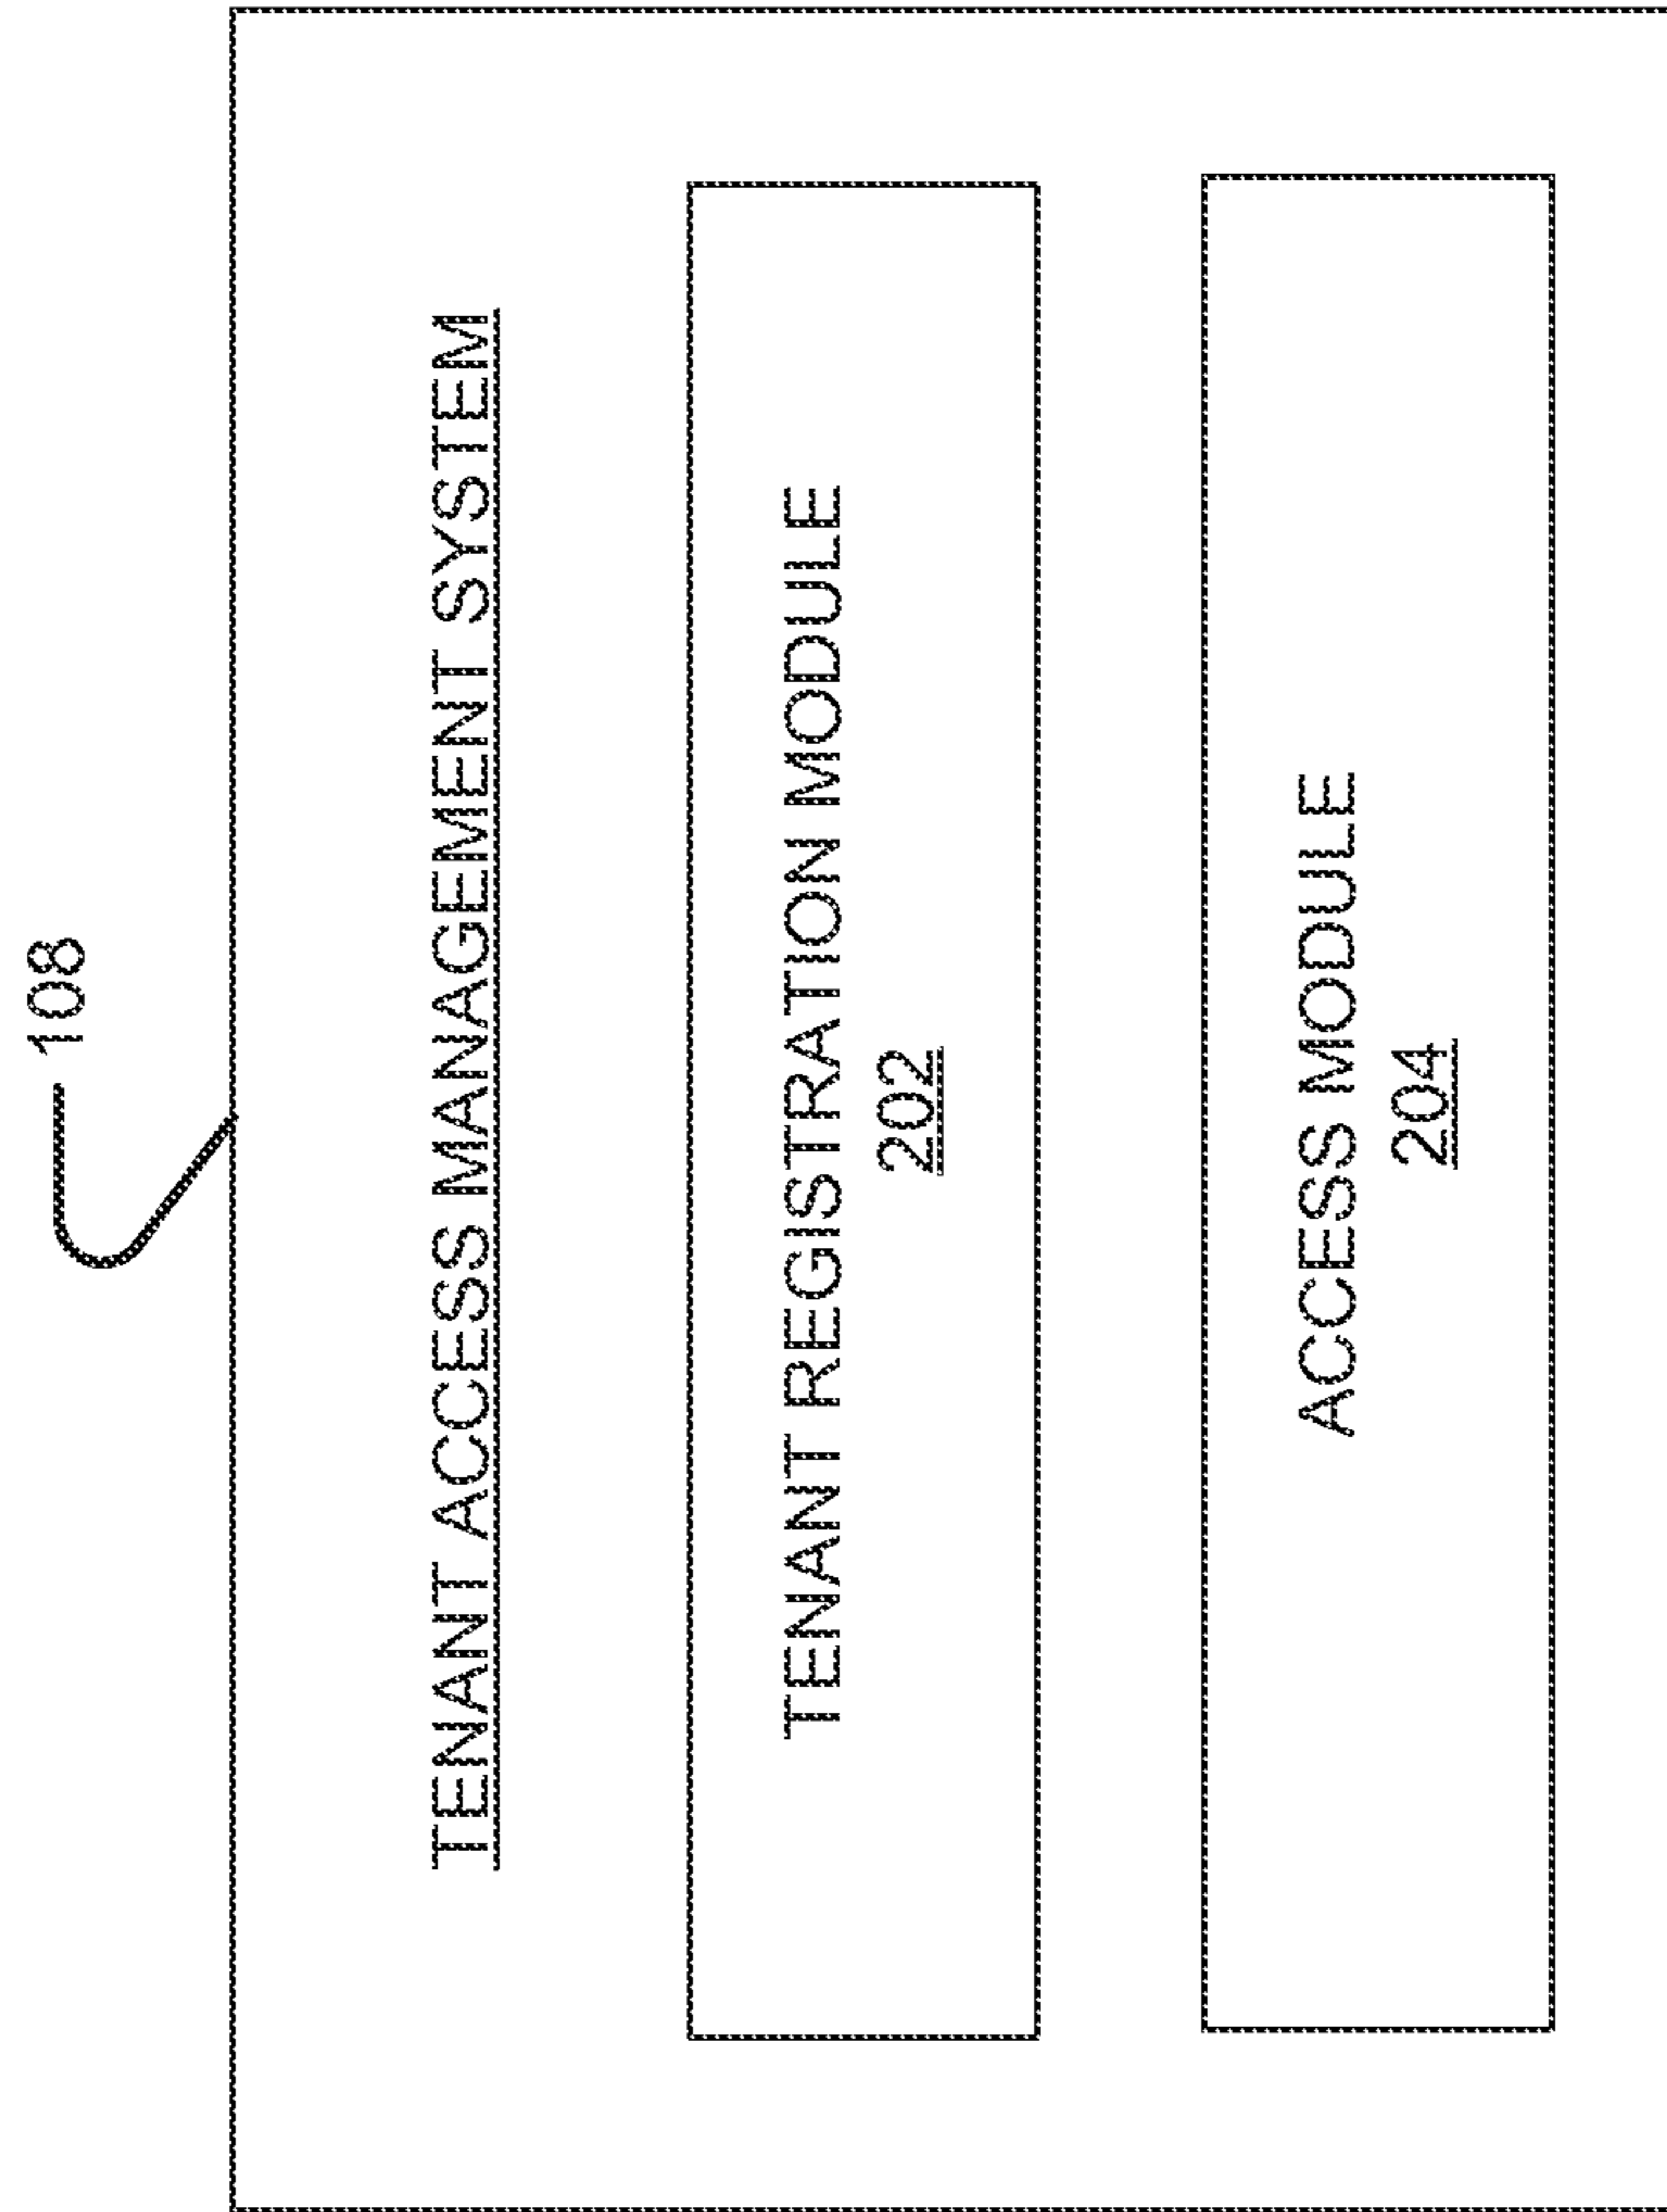 108
TENANT ACCESS MANAGEMENT SYSTEM
TENANT REGISTRATION MODULE
202
ACCESS MODULE
204